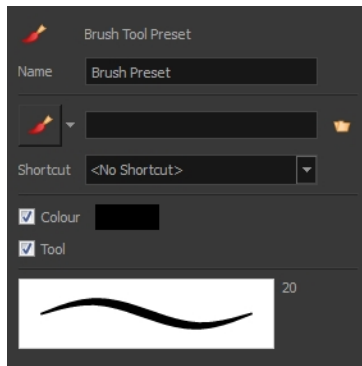 Brush Tool Preset
Name Brush Preset
Shortcut <No Shortcut>
Colour
Tool
20